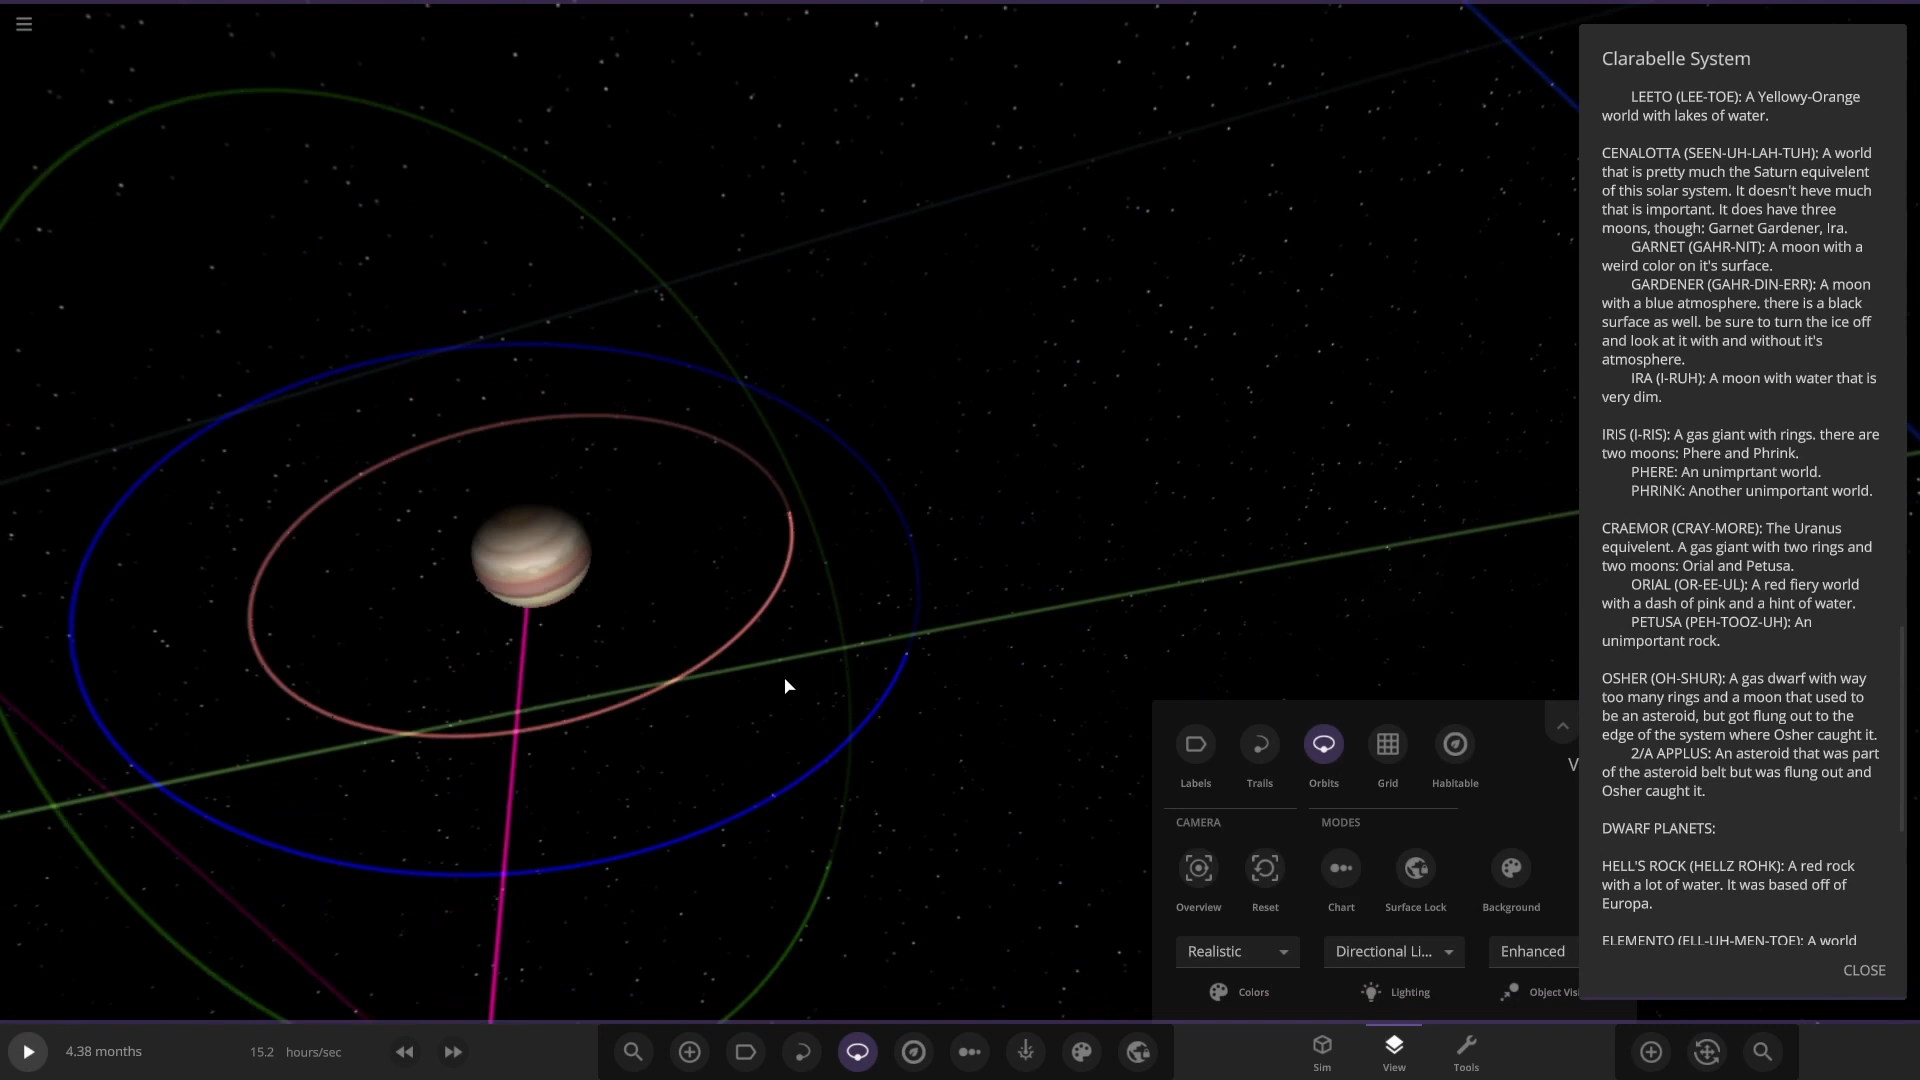 Clarabelle System
LEETO (LEE-TOE): A Yellowy-Orange
world with lakes of water.
CENALOTTA (SEEN-UH-LAH-TUH): A world
that is pretty much the Saturn equivelent
of this solar system. It doesn't heve much
that is important. It does have three
moons, though: Garnet Gardener, Ira.
GARNET (GAHR-NIT): A moon with a
weird color on it's surface.
GARDENER (GAHR-DIN-ERR): A moon
with a blue atmosphere. there is a black
surface as well. be sure to turn the ice off
and look at it with and without it's
atmosphere.
IRA (I-RUH): A moon with water that is
very dim.
IRIS (I-RIS): A gas giant with rings. there are
two moons: Phere and Phrink.
PHERE: An unimprtant world.
PHRINK: Another unimportant world.
CRAEMOR (CRAY-MORE): The Uranus
equivelent. A gas giant with two rings and
two moons: Orial and Petusa.
ORIAL (OR-EE-UL): A red fiery world
with a dash of pink and a hint of water.
PETUSA (PEH-TOOZ-UH): An
unimportant rock.
OSHER (OH-SHUR): A gas dwarf with way
too many rings and a moon that used to
be an asteroid, but got flung out to the
edge of the system where Osher caught it.
2/A APPLUS: An asteroid that was part
of the asteroid belt but was flung out and
Osher caught it.
DWARF PLANETS:
HELL'S ROCK (HELLZ ROHK): A red rock
with a lot of water. It was based off of
Europa.
ELEMENTO (ELL-UH-MEN-TOE): A world
CLOSE
Labels Trails Orbits Grid Habitable
V
CAMERA MODES
Overview Reset Chart Surface Lock Background
Realistic Directional Li... Enhanced
Colors Lighting Object Visi
4.38 months 15.2 hours/sec
Sim View Tools